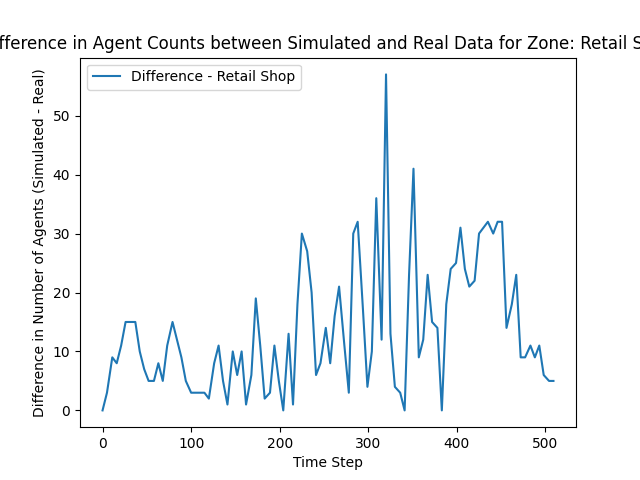 fference in Agent Counts between Simulated and Real Data for Zone: Retail S
Difference - Retail Shop
Difference in Number of Agents (Simulated - Real)
50
40
30
20
10
0
0 100 200 300 400 500
Time Step